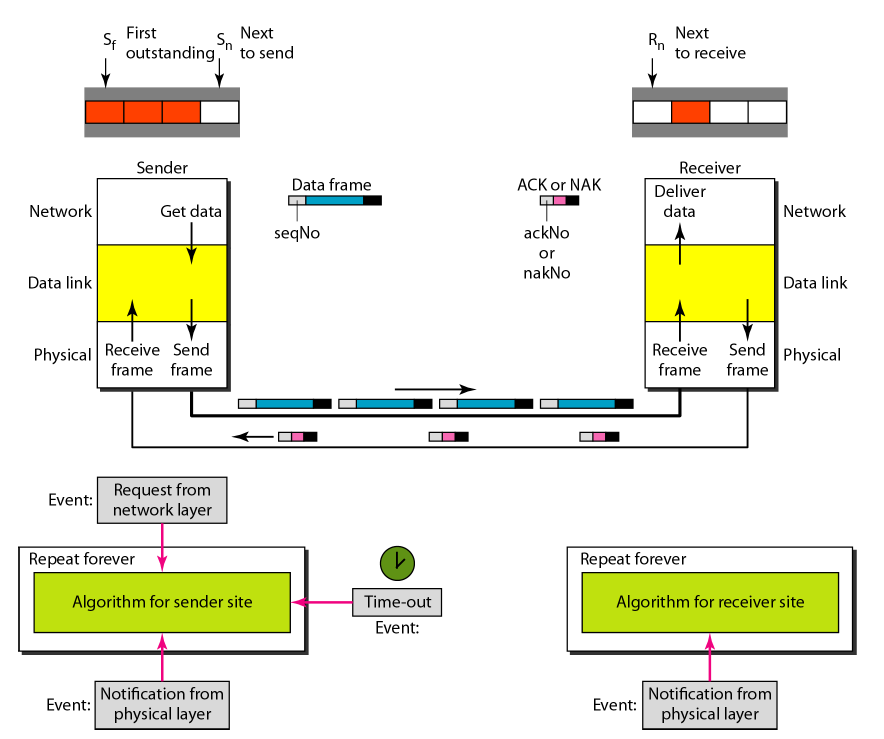 Sf First
outstanding
Sn Next
to send
Rn Next
to receive
Sender
Receiver
Data frame
seqNo
ACK or NAK
ackNo
or
nakNo
Network
Get data
Deliver
data
Network
Data link
Data link
Physical
Receive
frame
Send
frame
Receive
frame
Send
frame
Physical
Event:
Request from
network layer
Repeat forever
Algorithm for sender site
Time-out
Event:
Event:
Notification from
physical layer
Repeat forever
Algorithm for receiver site
Event:
Notification from
physical layer